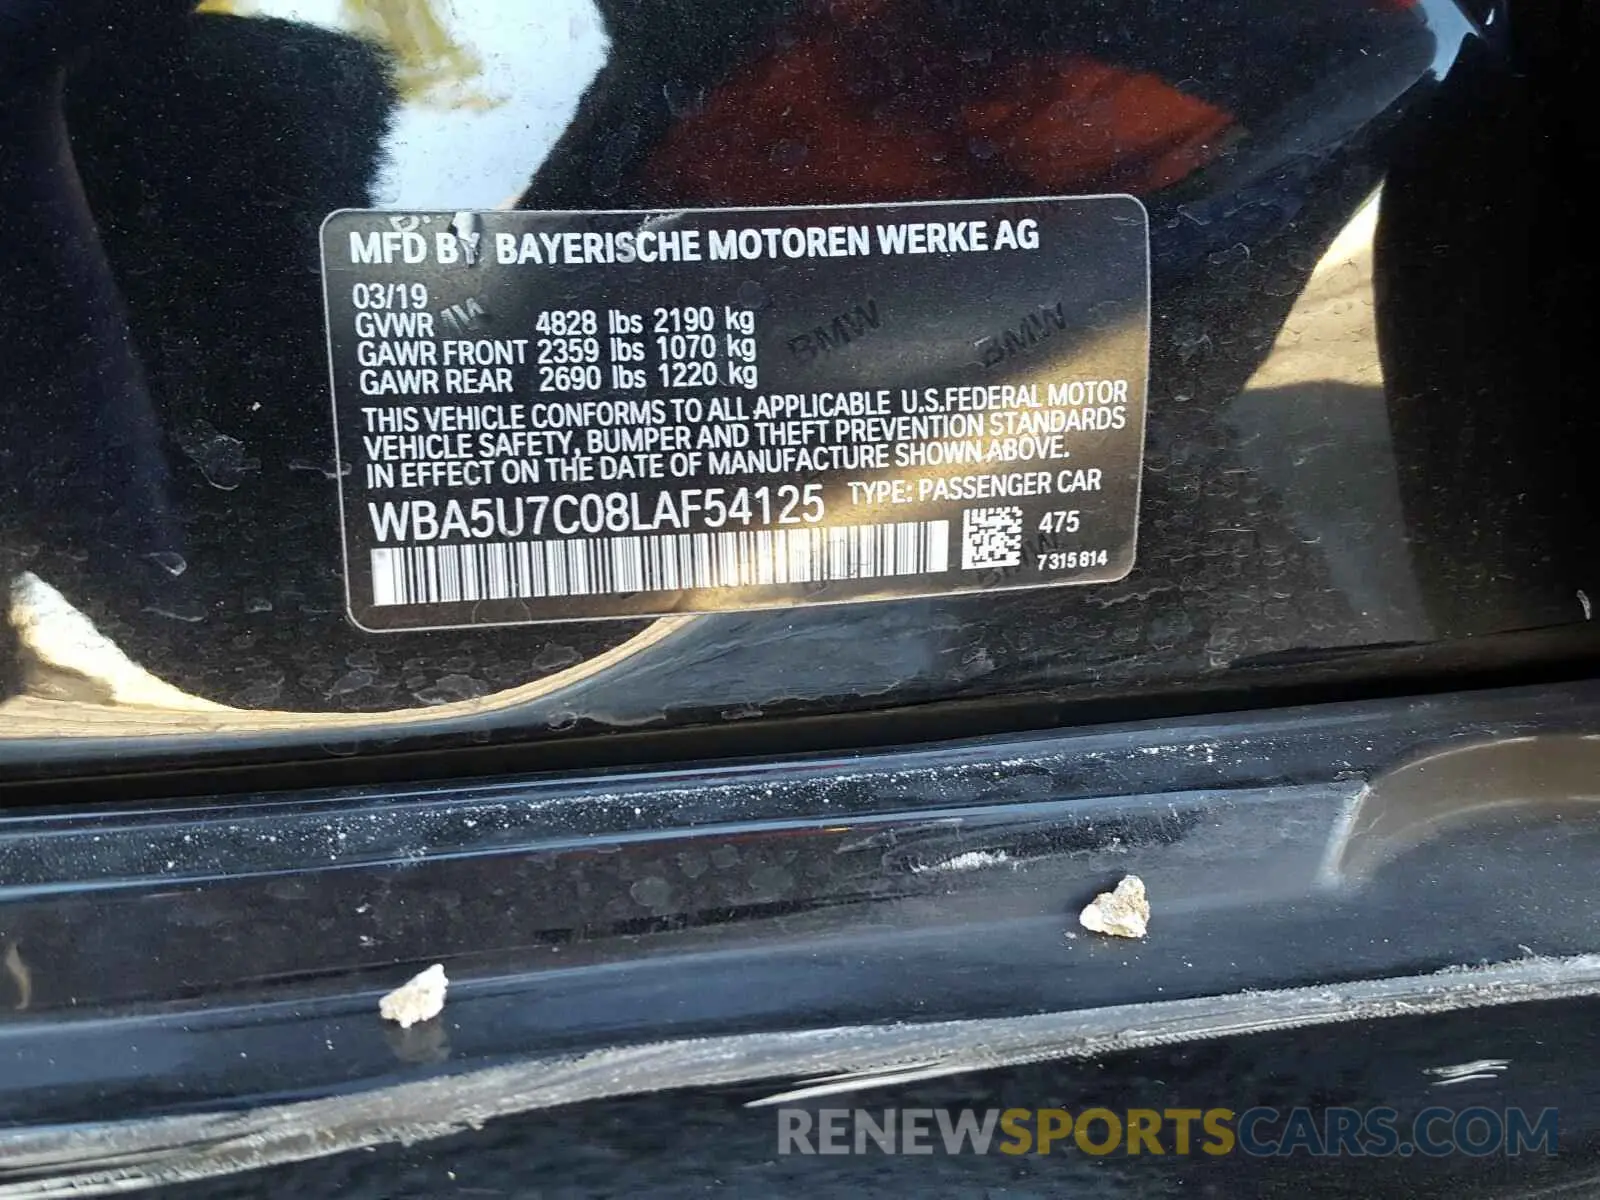 MFD BY BAYERISCHE MOTOREN WERKE AG
03/19
GVWR 4828 lbs 2190 kg
GAWR FRONT 2359 lbs 1070 kg
GAWR REAR 2690 lbs 1220 kg
BMW BMW
THIS VEHICLE CONFORMS TO ALL APPLICABLE U.S.FEDERAL MOTOR
VEHICLE SAFETY, BUMPER AND THEFT PREVENTION STANDARDS
IN EFFECT ON THE DATE OF MANUFACTURE SHOWN ABOVE.
WBA5U7C08LAF54125 TYPE: PASSENGER CAR
475
7315814
RENEWSPORTSCARS.COM